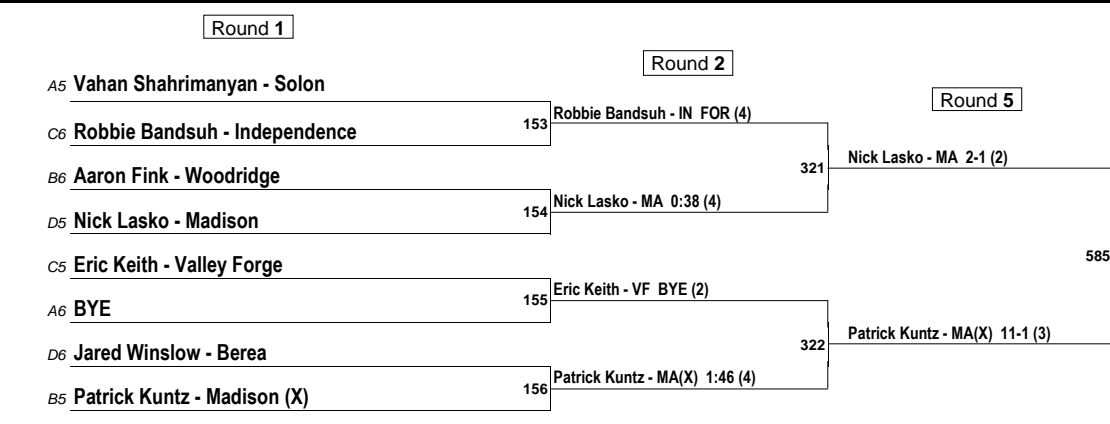 Round 1
Round 2
Round 5
A5 Vahan Shahrimanyan - Solon
C6 Robbie Bandsuh - Independence
153 Robbie Bandsuh - IN FOR (4)
B6 Aaron Fink - Woodridge
D5 Nick Lasko - Madison
154 Nick Lasko - MA 0:38 (4)
321 Nick Lasko - MA 2-1 (2)
C5 Eric Keith - Valley Forge
A6 BYE
155 Eric Keith - VF BYE (2)
D6 Jared Winslow - Berea
B5 Patrick Kuntz - Madison (X)
156 Patrick Kuntz - MA(X) 1:46 (4)
322 Patrick Kuntz - MA(X) 11-1 (3)
585